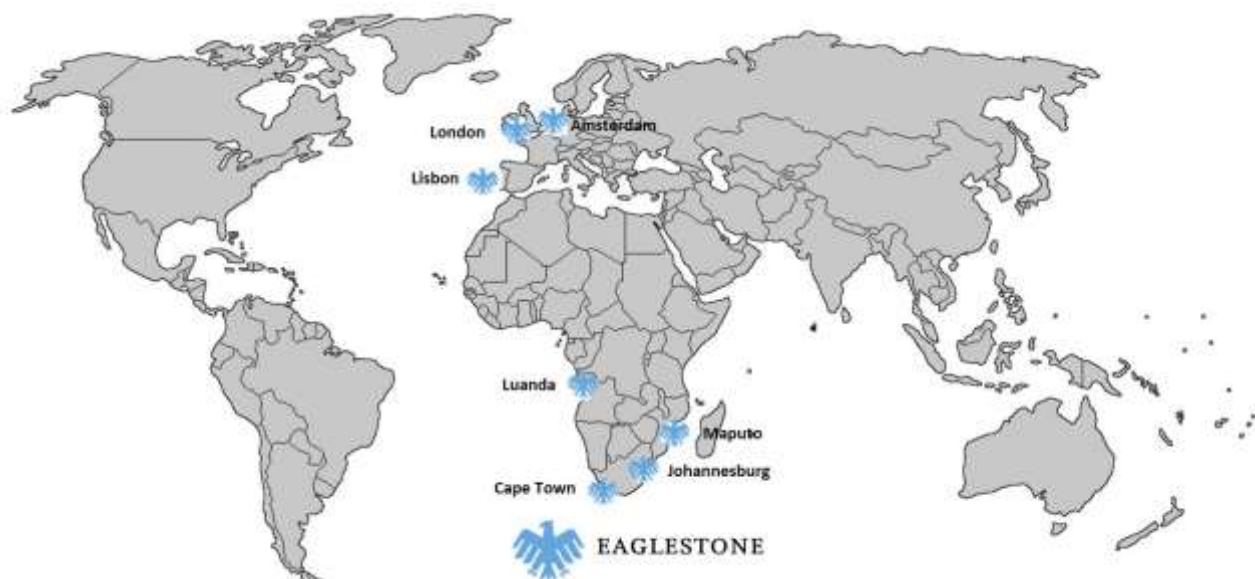 Amsterdam
London
Lisbon
Luanda
Maputo
Johannesburg
Cape Town
EAGLESTONE